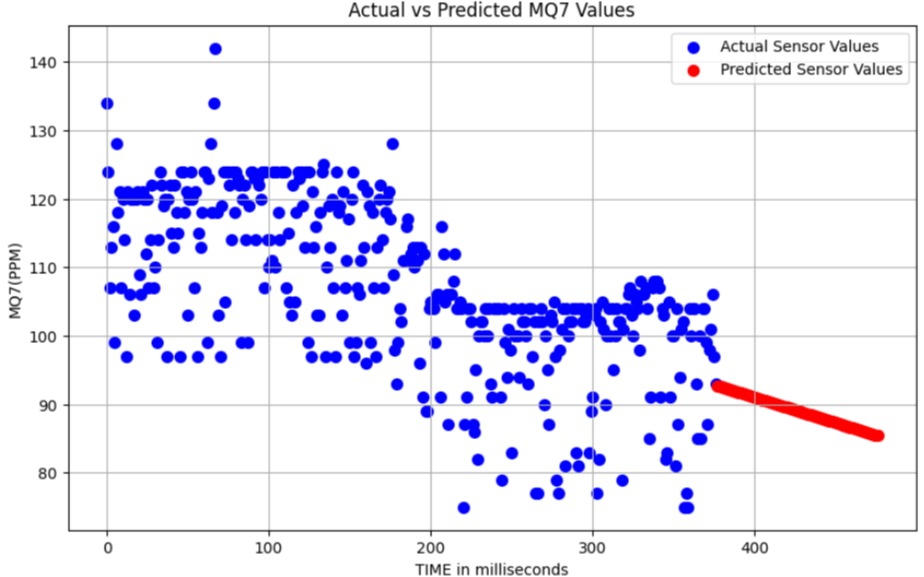 Actual vs Predicted MQ7 Values
Actual Sensor Values
Predicted Sensor Values
MQ7(PPM)
140
130
120
110
100
90
80
0
100
200
300
400
TIME in milliseconds